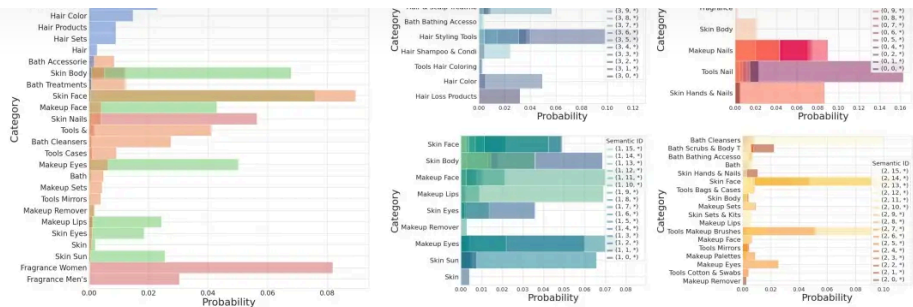 Hair Color
Hair Products
Hair Sets
Hair
Bath Accessorie
Skin Body
Bath Treatments
Skin Face
Makeup Face
Skin Nails
Tools &
Bath Cleansers
Tools Cases
Makeup Eyes
Bath
Makeup Sets
Tools Mirrors
Makeup Remover
Makeup Lips
Skin Eyes
Skin
Skin Sun
Fragrance Women
Fragrance Men's
Category
0.00 0.02 0.04 0.06 0.08
Probability
Bath Bathing Accesso
Hair Styling Tools
Hair Shampoo & Condi
Tools Hair Coloring
Hair Color
Hair Loss Products
Category
(3, 9, *)
(3, 8, *)
(3, 7, *)
(3, 6, *)
(3, 5, *)
(3, 4, *)
(3, 3, *)
(3, 2, *)
(3, 1, *)
(3, 0, *)
0.00 0.02 0.04 0.06 0.08 0.10 0.12
Probability
Fragrance
Skin Body
Makeup Nails
Tools Nail
Skin Hands & Nails
Category
(0, 9, *)
(0, 8, *)
(0, 7, *)
(0, 6, *)
(0, 5, *)
(0, 4, *)
(0, 2, *)
(0, 1, *)
(0, 0, *)
0.00 0.02 0.04 0.06 0.08 0.10 0.12 0.14 0.16
Probability
Skin Face
Skin Body
Makeup Face
Makeup Lips
Skin Eyes
Makeup Remover
Makeup Eyes
Skin Sun
Skin
Category
Semantic ID
(1, 15, *)
(1, 14, *)
(1, 13, *)
(1, 12, *)
(1, 11, *)
(1, 10, *)
(1, 9, *)
(1, 8, *)
(1, 7, *)
(1, 6, *)
(1, 5, *)
(1, 4, *)
(1, 3, *)
(1, 2, *)
(1, 1, *)
(1, 0, *)
0.00 0.01 0.02 0.03 0.04 0.05 0.06 0.07 0.08
Probability
Bath Cleansers
Bath Scrubs & Body T
Bath Bathing Accesso
Bath
Skin Hands & Nails
Skin Face
Tools Bags & Cases
Skin Body
Makeup Sets
Skin Sets & Kits
Makeup Lips
Tools Makeup Brushes
Makeup Face
Tools Mirrors
Makeup Palettes
Makeup Eyes
Tools Cotton & Swabs
Makeup Remover
Category
Semantic ID
(2, 15, *)
(2, 14, *)
(2, 13, *)
(2, 12, *)
(2, 11, *)
(2, 10, *)
(2, 9, *)
(2, 8, *)
(2, 7, *)
(2, 6, *)
(2, 5, *)
(2, 4, *)
(2, 3, *)
(2, 2, *)
(2, 1, *)
(2, 0, *)
0.00 0.02 0.04 0.06 0.08 0.10
Probability